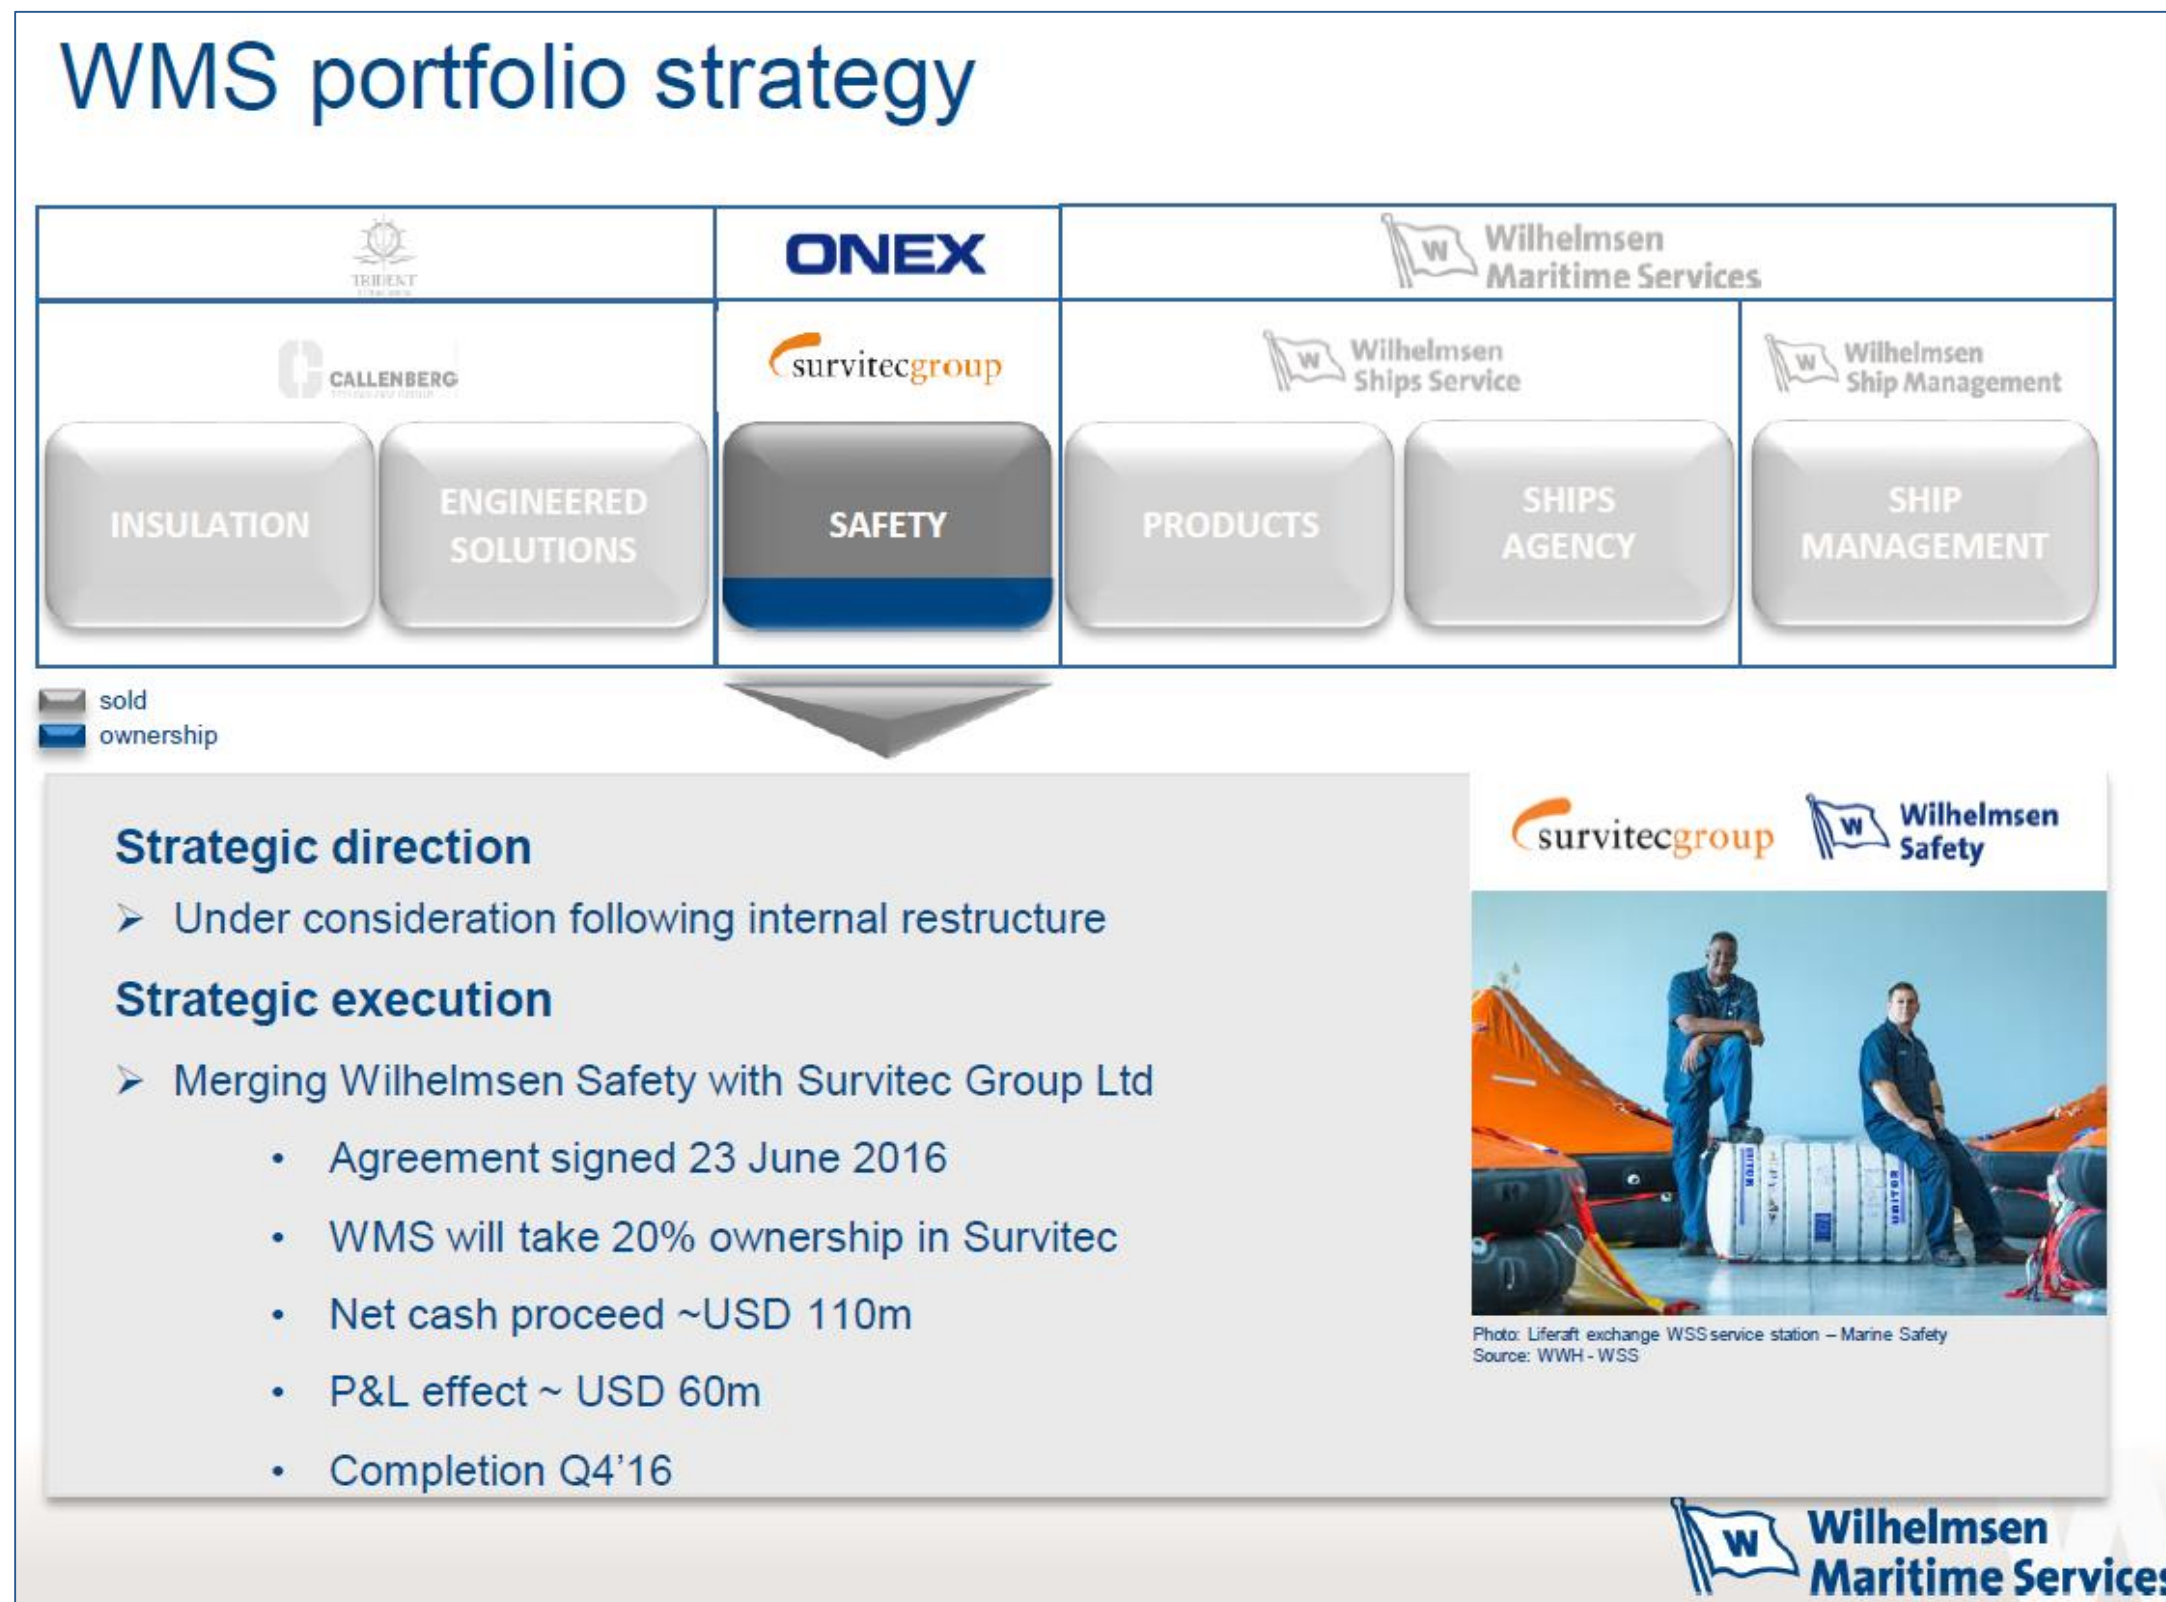 WMS portfolio strategy
TRIDENT
ONEX
W
Wilhelmsen
Maritime Services
CALLENBERG
TECHNOLOGY GROUP
survitecgroup
W
Wilhelmsen
Ships Service
W
Wilhelmsen
Ship Management
INSULATION
ENGINEERED
SOLUTIONS
SAFETY
PRODUCTS
SHIPS
AGENCY
SHIP
MANAGEMENT
sold
ownership
Strategic direction
➢ Under consideration following internal restructure
Strategic execution
➢ Merging Wilhelmsen Safety with Survitec Group Ltd
• Agreement signed 23 June 2016
• WMS will take 20% ownership in Survitec
• Net cash proceed ~USD 110m
• P&L effect ~ USD 60m
• Completion Q4’16
survitecgroup
W
Wilhelmsen
Safety
UNITOR
Photo: Liferaft exchange WSS service station – Marine Safety
Source: WWH - WSS
W
Wilhelmsen
Maritime Services